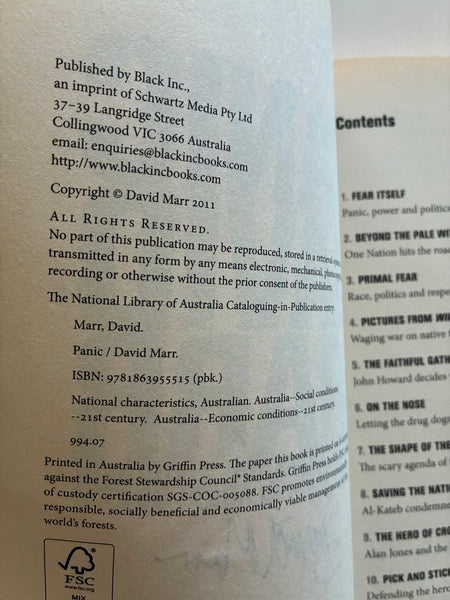 Published by Black Inc.,
an imprint of Schwartz Media Pty Ltd
37–39 Langridge Street
Collingwood VIC 3066 Australia
email: enquiries@blackincbooks.com
http://www.blackincbooks.com
Copyright © David Marr 2011
ALL RIGHTS RESERVED.
No part of this publication may be reproduced, stored in a retrieval
transmitted in any form by any means electronic, mechanical,
recording or otherwise without the prior consent of the publishers.
The National Library of Australia Cataloguing-in-Publication entry:
Marr, David.
Panic / David Marr.
ISBN: 9781863955515 (pbk.)
National characteristics, Australian. Australia--Social conditions
--21st century. Australia--Economic conditions--21st century.
994.07
Printed in Australia by Griffin Press. The paper this book is printed on is
against the Forest Stewardship Council® Standards. Griffin Press holds FSC
of custody certification SGS-COC-005088. FSC promotes environmentally
responsible, socially beneficial and economically viable management of the
world's forests.
FSC
www.fsc.org
MIX
Contents
1. FEAR ITSELF
Panic, power and politics
2. BEYOND THE PALE
One Nation hits the
3. PRIMAL FEAR
Race, politics and
4. PICTURES FROM
Waging war on native
5. THE FAITHFUL
John Howard decides
6. ON THE NOSE
Letting the drug
7. THE SHAPE OF THE
The scary agenda of
8. SAVING THE
Al-Kateb condemned
9. THE HERO OF
Alan Jones and the
10. PICK AND
Defending the